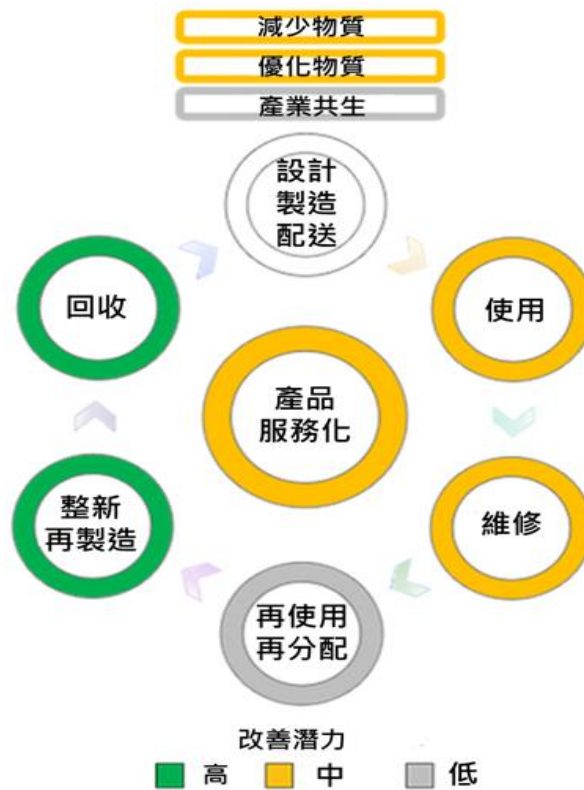 減少物質
優化物質
產業共生
設計
製造
配送
回收
使用
產品
服務化
整新
再製造
維修
再使用
再分配
改善潛力
高 中 低